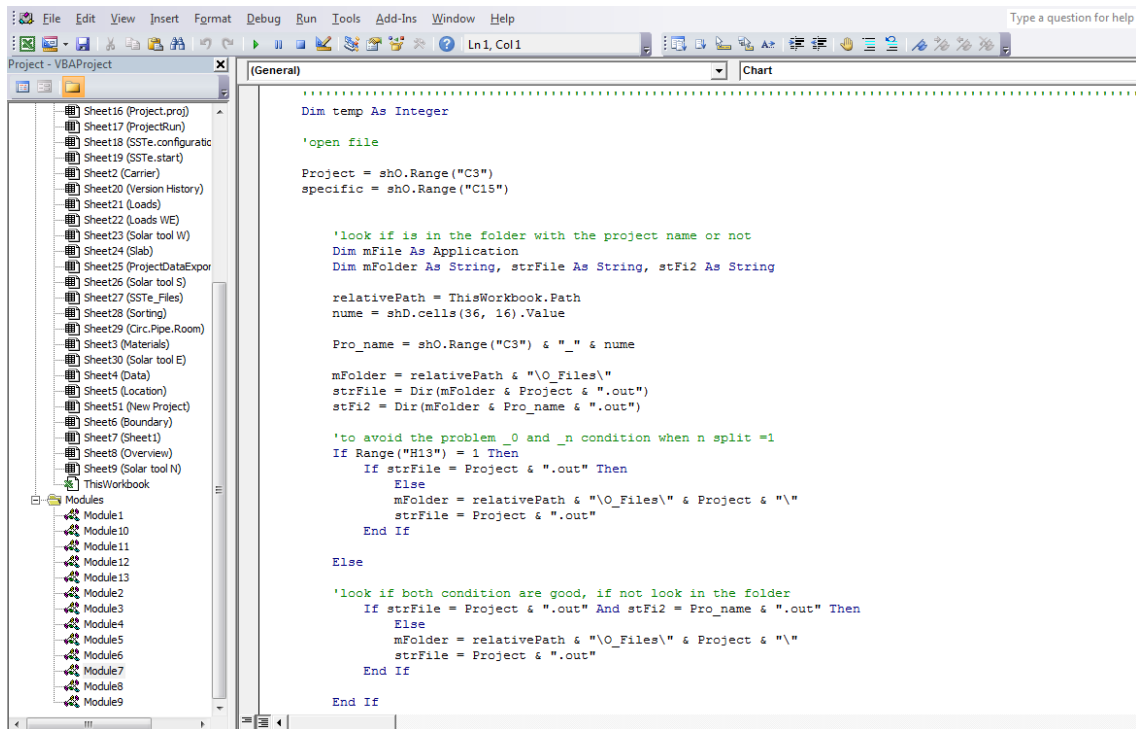 File Edit View Insert Format Debug Run Tools Add-Ins Window Help
Type a question for help
Ln 1, Col 1
Project - VBAProject
(General)
Chart
Sheet16 (Project.proj)
Sheet17 (ProjectRun)
Sheet18 (SSTe.configuratic
Sheet19 (SSTe.start)
Sheet2 (Carrier)
Sheet20 (Version History)
Sheet21 (Loads)
Sheet22 (Loads WE)
Sheet23 (Solar tool W)
Sheet24 (Slab)
Sheet25 (ProjectDataExpor
Sheet26 (Solar tool S)
Sheet27 (SSTe_Files)
Sheet28 (Sorting)
Sheet29 (Circ.Pipe.Room)
Sheet3 (Materials)
Sheet30 (Solar tool E)
Sheet4 (Data)
Sheet5 (Location)
Sheet51 (New Project)
Sheet6 (Boundary)
Sheet7 (Sheet1)
Sheet8 (Overview)
Sheet9 (Solar tool N)
ThisWorkbook
Modules
Module1
Module10
Module11
Module12
Module13
Module2
Module3
Module4
Module5
Module6
Module7
Module8
Module9
Dim temp As Integer
'open file
Project = shO.Range("C3")
specific = shO.Range("C15")
'look if is in the folder with the project name or not
Dim mFile As Application
Dim mFolder As String, strFile As String, stFi2 As String
relativePath = ThisWorkbook.Path
nume = shD.cells(36, 16).Value
Pro_name = shO.Range("C3") & "_" & nume
mFolder = relativePath & "\O_Files\"
strFile = Dir(mFolder & Project & ".out")
stFi2 = Dir(mFolder & Pro_name & ".out")
'to avoid the problem _0 and _n condition when n split =1
If Range("H13") = 1 Then
If strFile = Project & ".out" Then
Else
mFolder = relativePath & "\O_Files\" & Project & "\"
strFile = Project & ".out"
End If
Else
'look if both condition are good, if not look in the folder
If strFile = Project & ".out" And stFi2 = Pro_name & ".out" Then
Else
mFolder = relativePath & "\O_Files\" & Project & "\"
strFile = Project & ".out"
End If
End If